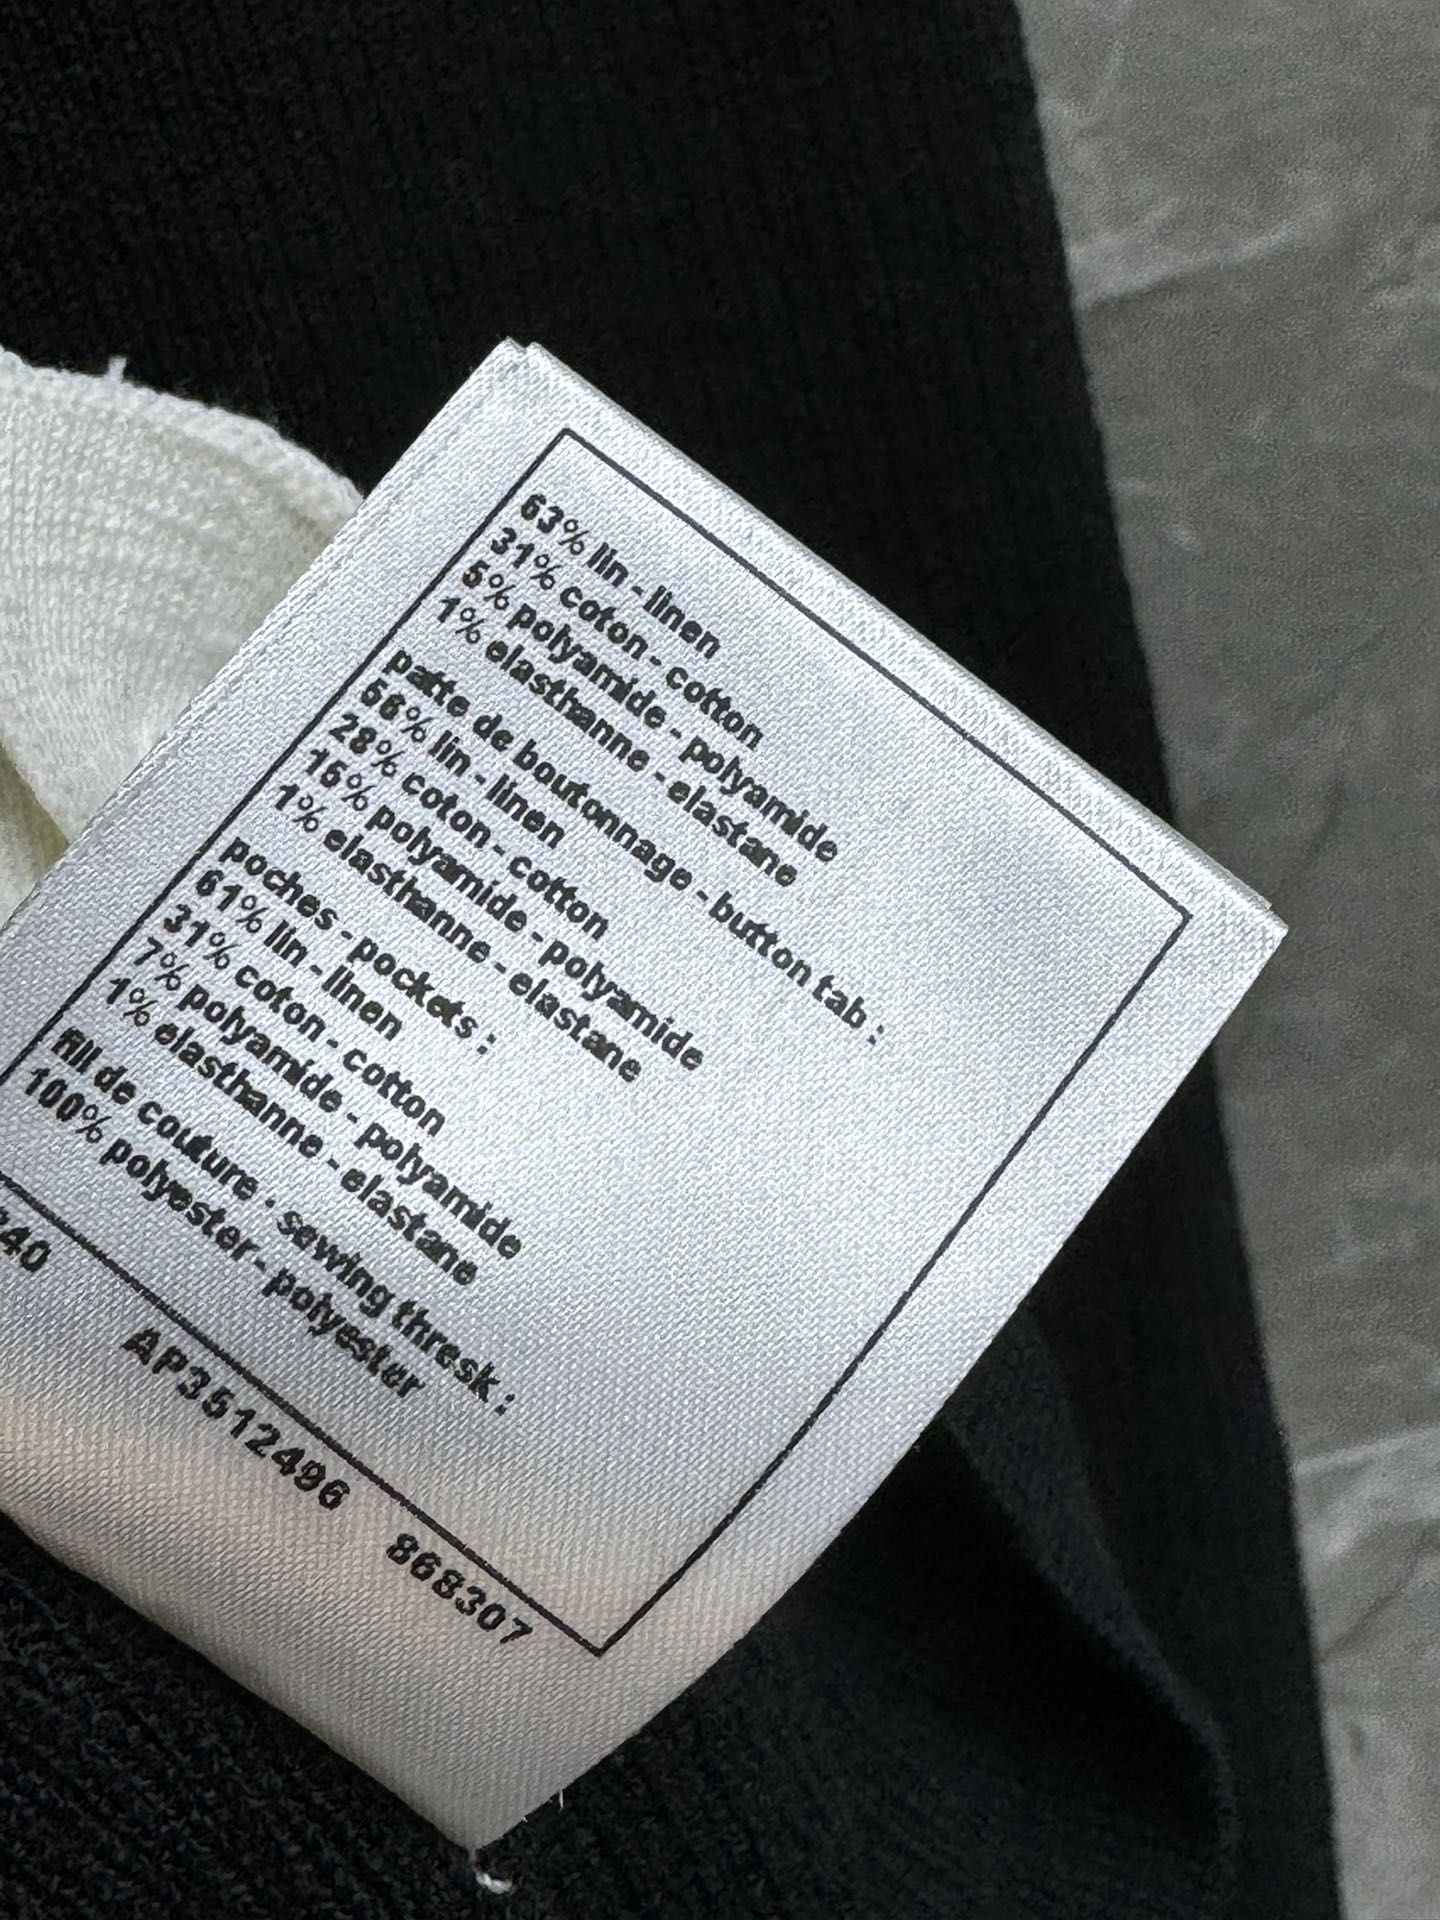 63% lin - linen
31% coton - cotton
5% polyamide - polyamide
1% elasthanne - elastane
patte de boutonnage - button tab :
56% lin - linen
28% coton - cotton
15% polyamide - polyamide
1% elasthanne - elastane
poches - pockets :
61% lin - linen
31% coton - cotton
7% polyamide - polyamide
1% elasthanne - elastane
fill de couture - sewing thresk :
100% polyester - polyester
240 AP3512496 868307